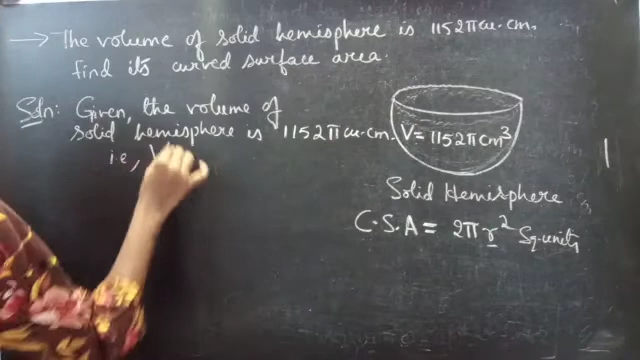 → The volume of solid hemisphere is 1152π cu.cm.
find its curved surface area.
Soln: Given, the volume of
solid hemisphere is 1152π cu.cm.
i.e, V
V = 1152π cm³
Solid Hemisphere
C.S.A = 2πr² Sq.units